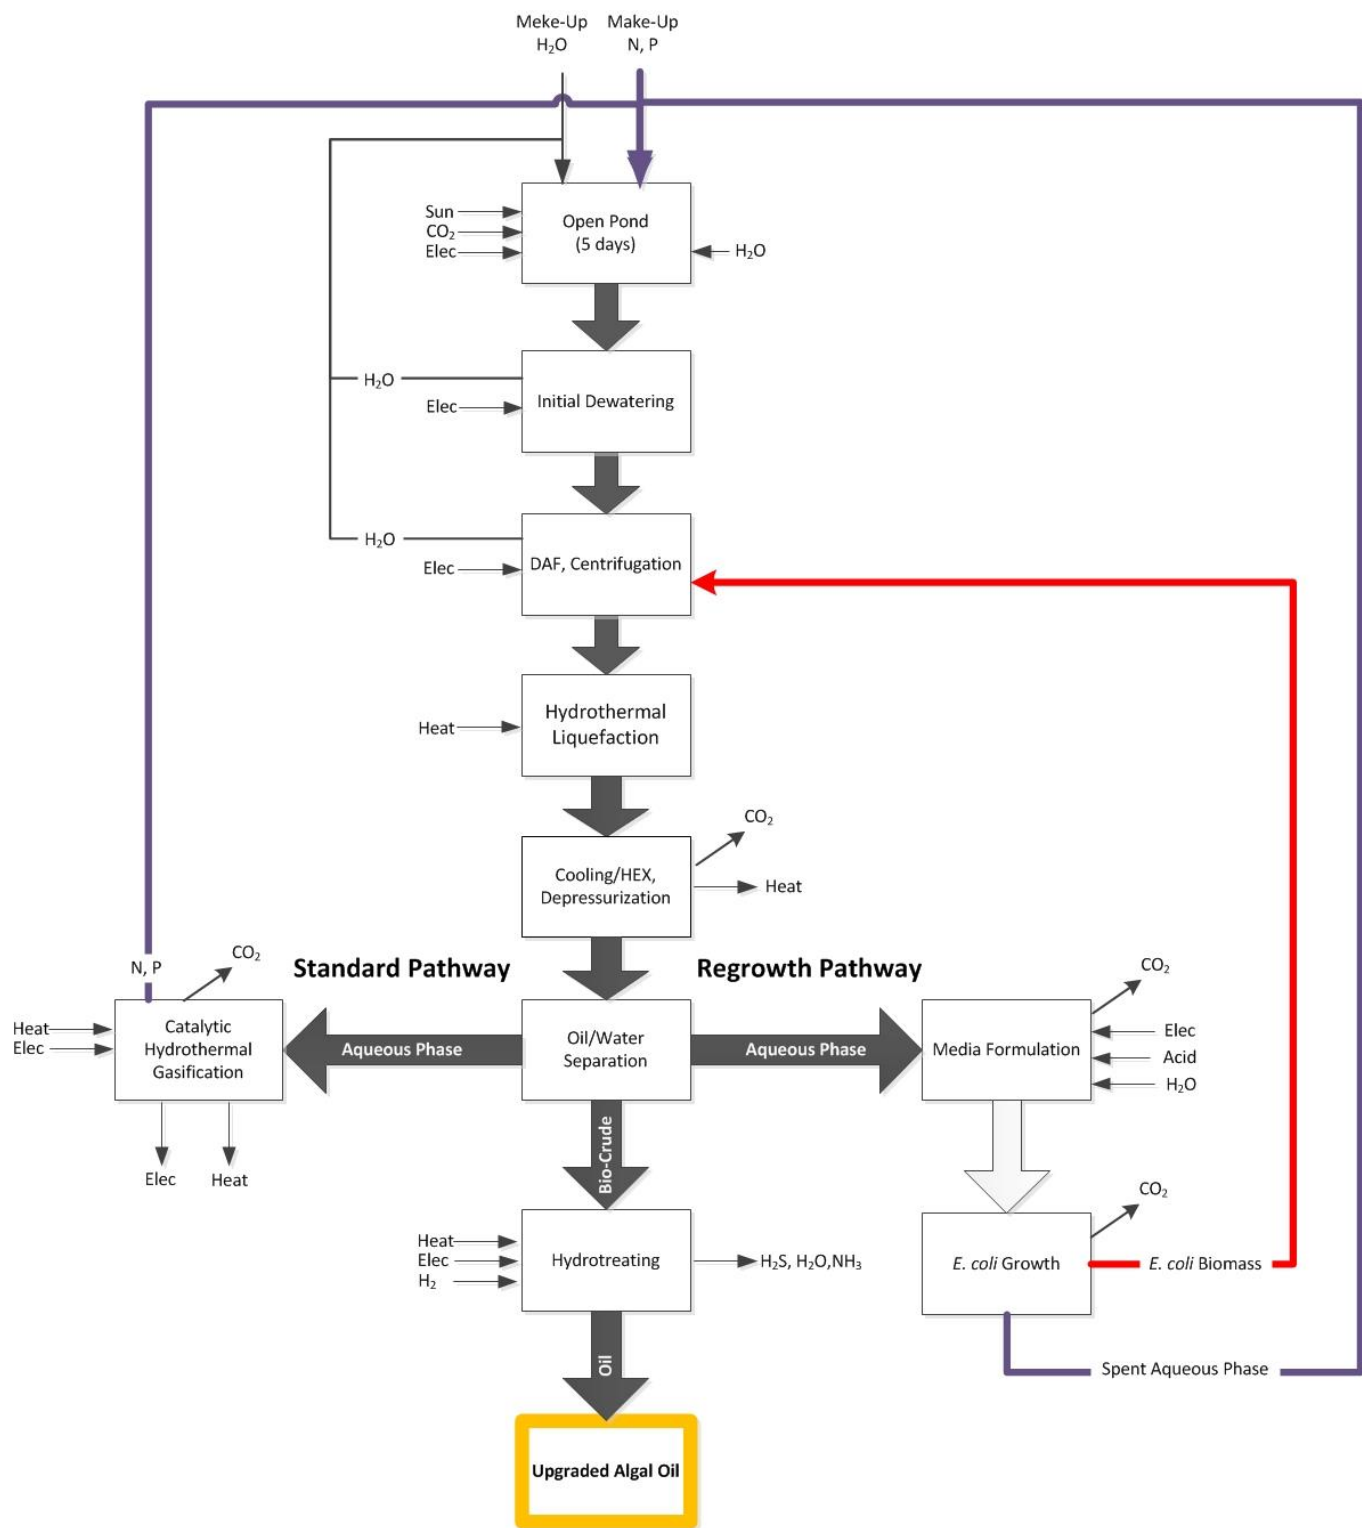 Meke-Up
H₂O
Make-Up
N, P
Sun
CO₂
Elec
Open Pond
(5 days)
H₂O
H₂O
Elec
Initial Dewatering
H₂O
Elec
DAF, Centrifugation
Heat
Hydrothermal
Liquefaction
CO₂
Cooling/HEX,
Depressurization
Heat
N, P
CO₂
Standard Pathway
Regrowth Pathway
CO₂
Heat
Elec
Catalytic
Hydrothermal
Gasification
Aqueous Phase
Oil/Water
Separation
Aqueous Phase
Media Formulation
Elec
Acid
H₂O
Elec
Heat
Bio-Crude
CO₂
Heat
Elec
H₂
Hydrotreating
H₂S, H₂O,NH₃
E. coli Growth
E. coli Biomass
Oil
Spent Aqueous Phase
Upgraded Algal Oil